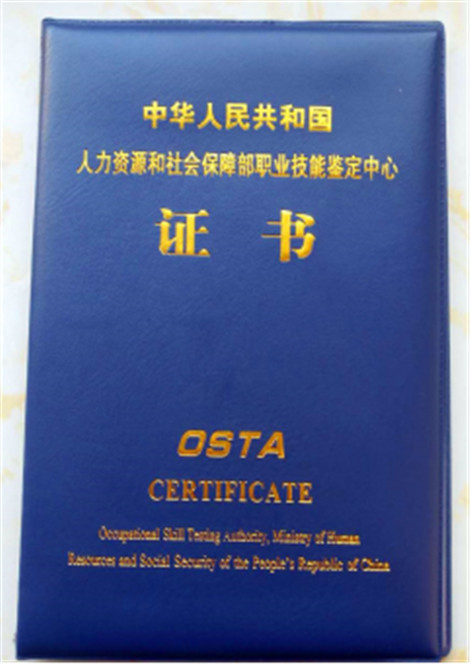 中华人民共和国
人力资源和社会保障部职业技能鉴定中心
证书
OSTA
CERTIFICATE
Occupational Skill Testing Authority, Ministry of Human
Resources and Social Security of the People's Republic of China